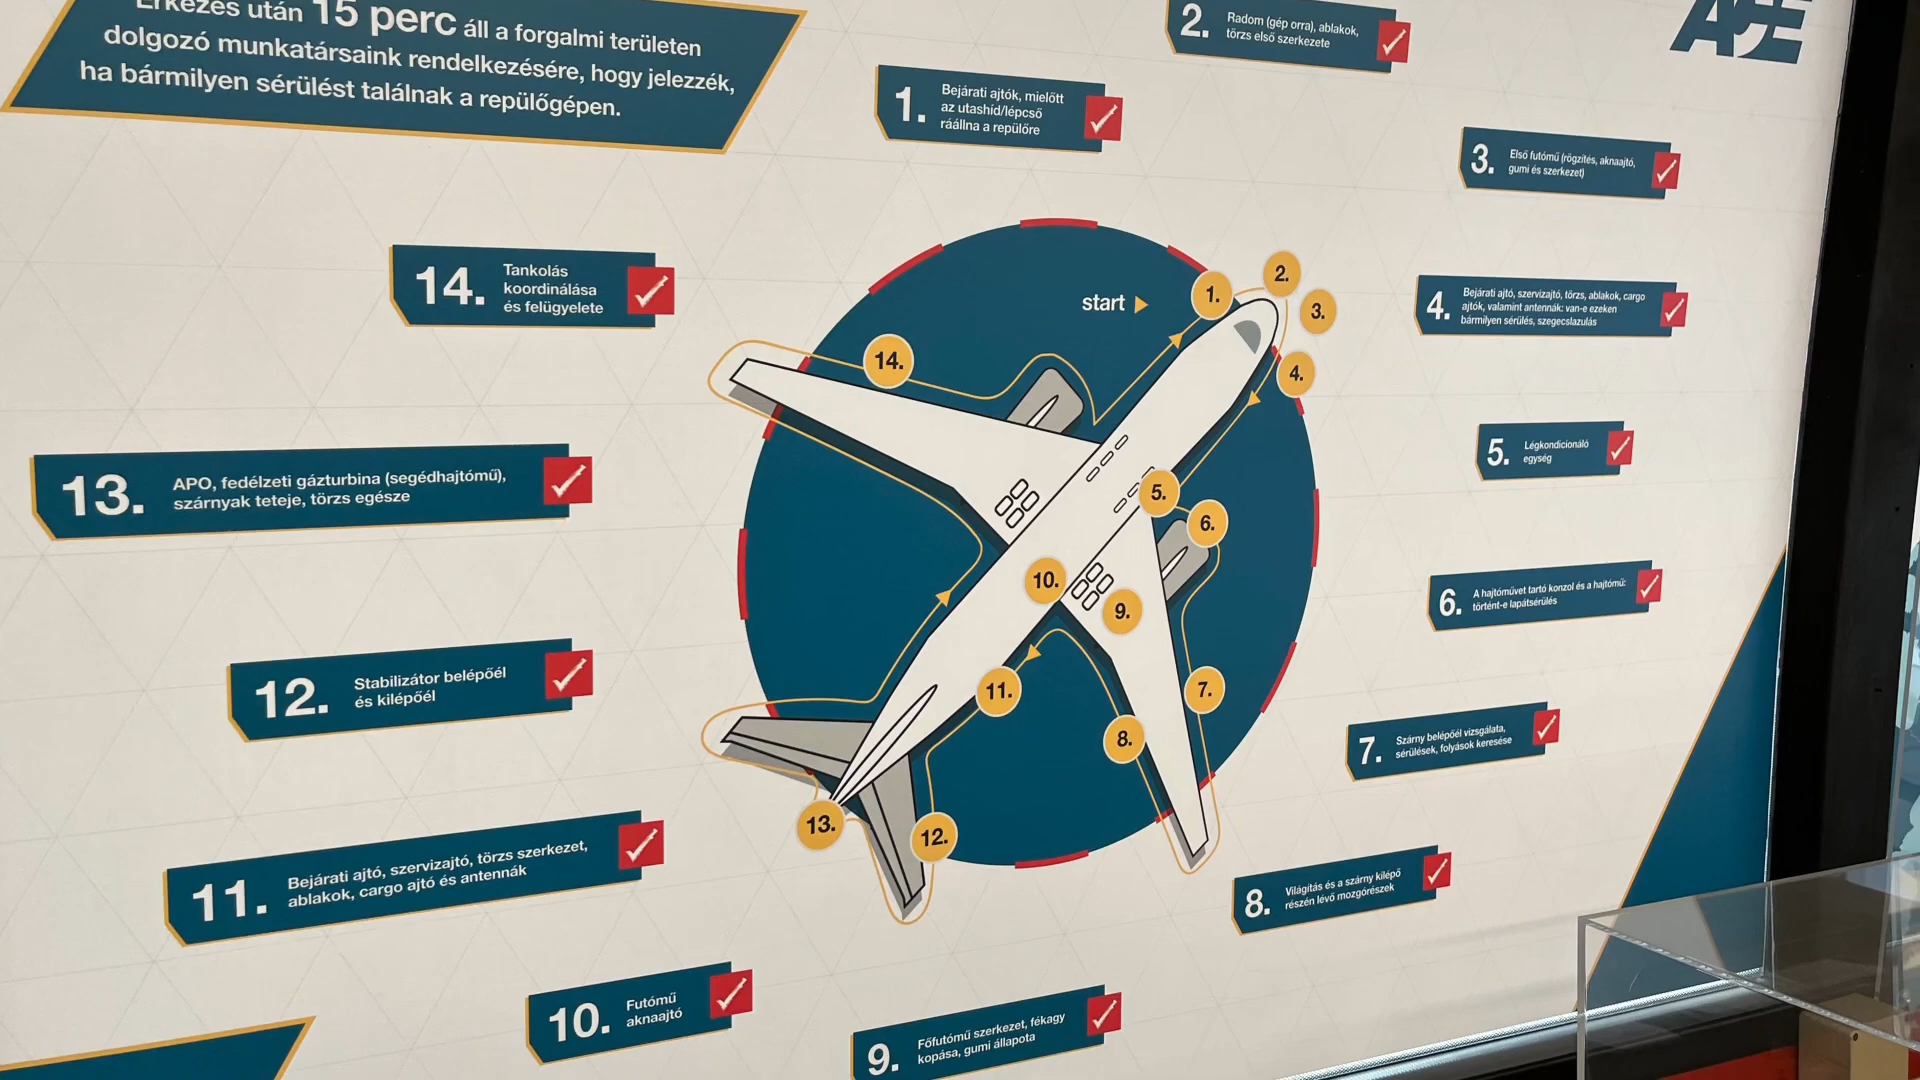 Érkezés után 15 perc áll a forgalmi területen
dolgozó munkatársaink rendelkezésére, hogy jelezzék,
ha bármilyen sérülést találnak a repülőgépen.
ACE
1. Bejárati ajtók, mielőtt
az utashíd/lépcső
ráállna a repülőre
2. Radom (gép orra), ablakok,
törzs első szerkezete
3. Első futómű (rögzítés, aknaajtó,
gumi és szerkezet)
4. Bejárati ajtó, szervizajtó, törzs, ablakok, cargo
ajtók, valamint antennák: van-e ezeken
bármilyen sérülés, szegecslazulás
5. Légkondicionáló
egység
6. A hajtóművet tartó konzol és a hajtómű:
történt-e lapátsérülés
7. Szárny belépőél vizsgálata,
sérülések, folyások keresése
8. Világítás és a szárny kilépő
részén lévő mozgórészek
9. Főfutómű szerkezet, fékagy
kopása, gumi állapota
10. Futómű
aknaajtó
11. Bejárati ajtó, szervizajtó, törzs szerkezet,
ablakok, cargo ajtó és antennák
12. Stabilizátor belépőél
és kilépőél
13. APO, fedélzeti gázturbina (segédhajtómű),
szárnyak teteje, törzs egésze
14. Tankolás
koordinálása
és felügyelete
start
1.
2.
3.
4.
5.
6.
7.
8.
9.
10.
11.
12.
13.
14.